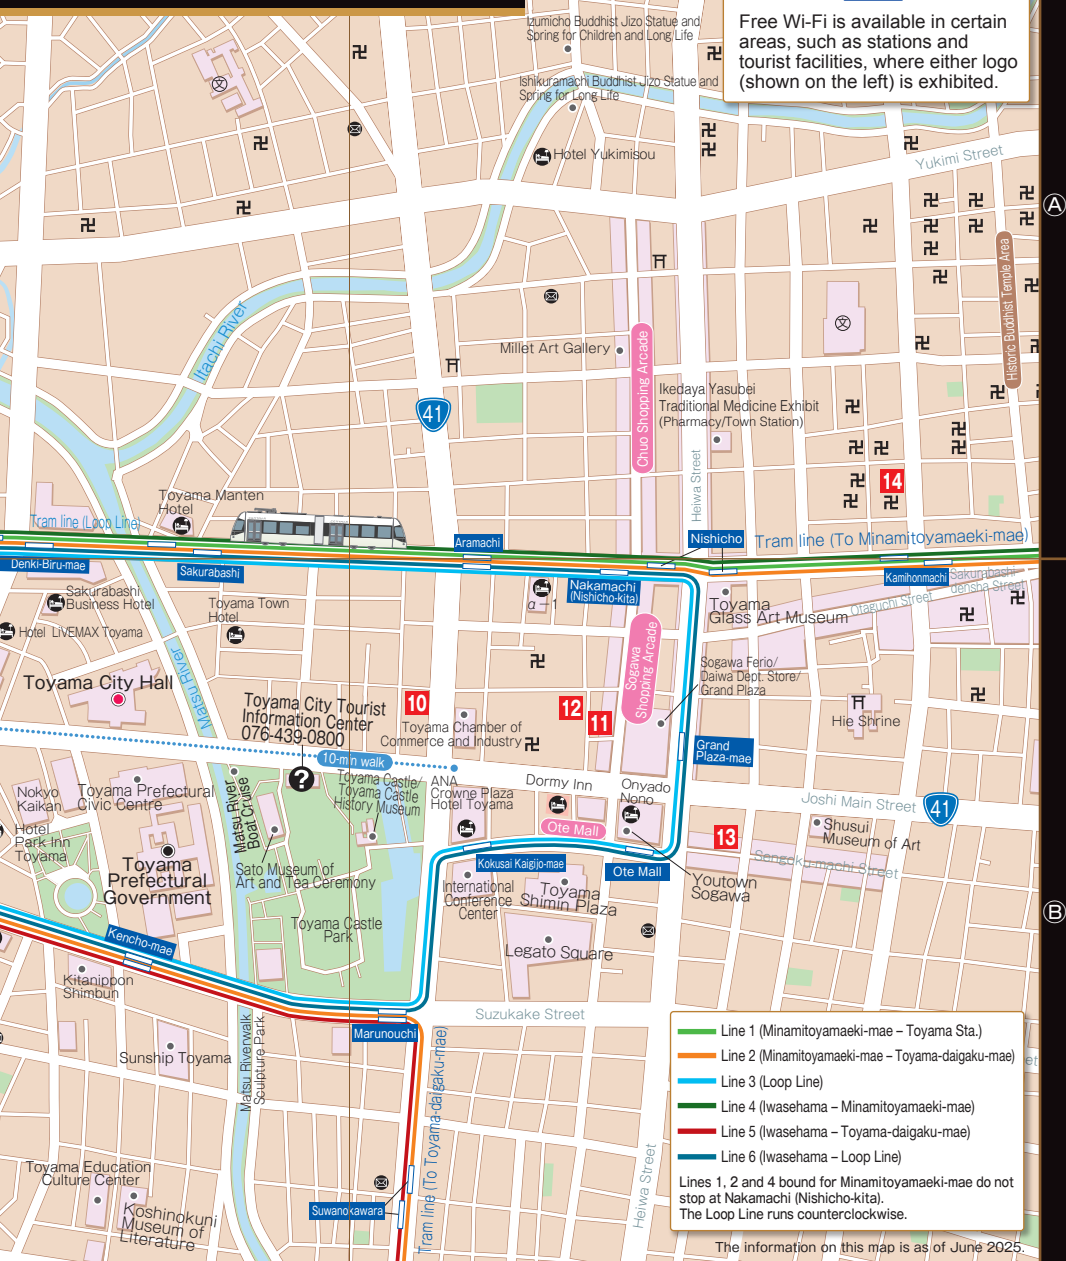 Izumicho Buddhist Jizo Statue and
Spring for Children and Long Life
Free Wi-Fi is available in certain
areas, such as stations and
tourist facilities, where either logo
(shown on the left) is exhibited.
Ishikuramachi Buddhist Jizo Statue and
Spring for Long Life
Hotel Yukimisou
Yukimi Street
A
Historic Buddhist Temple Area
文
文
Itachi River
Millet Art Gallery
Chuo Shopping Arcade
Ikedaya Yasubei
Traditional Medicine Exhibit
(Pharmacy/Town Station)
41
Heiwa Street
14
Toyama Manten
Hotel
Tram line (Loop Line)
Aramachi
Nishicho
Tram line (To Minamitoyamaeki-mae)
Denki-Biru-mae
Sakurabashi
Nakamachi
(Nishicho-kita)
Kamihonmachi
Sakurabashi-
densha Street
Sakurabashi
Business Hotel
Toyama Town
Hotel
α－1
Toyama
Glass Art Museum
Otaguchi Street
Hotel LiVEMAX Toyama
Matsu River
Sogawa
Shopping Arcade
Sogawa Ferio/
Daiwa Dept. Store/
Grand Plaza
Toyama City Hall
Toyama City Tourist
Information Center
076-439-0800
10
12
11
Toyama Chamber of
Commerce and Industry
Hie Shrine
10-min walk
Grand
Plaza-mae
Nokyo
Kaikan
Toyama Prefectural
Civic Centre
Matsu River
Boat Cruise
?
Toyama Castle/
Toyama Castle
History Museum
ANA
Crowne Plaza
Hotel Toyama
Dormy Inn
Onyado
Nono
Joshi Main Street
41
Hotel
Park Inn
Toyama
Ote Mall
13
Shusui
Museum of Art
Sengoku-machi Street
Toyama
Prefectural
Government
Sato Museum of
Art and Tea Ceremony
Kokusai Kaigijo-mae
Ote Mall
Youtown
Sogawa
International
Conference
Center
Toyama
Shimin Plaza
B
Toyama Castle
Park
Kencho-mae
Legato Square
Kitanippon
Shimbun
Suzukake Street
Marunouchi
Sunship Toyama
Matsu Riverwalk
Sculpture Park
Tram line (To Toyama-daigaku-mae)
Heiwa Street
Toyama Education
Culture Center
Koshinokuni
Museum of
Literature
Suwanokawara
Line 1 (Minamitoyamaeki-mae – Toyama Sta.)
Line 2 (Minamitoyamaeki-mae – Toyama-daigaku-mae)
Line 3 (Loop Line)
Line 4 (Iwasehama – Minamitoyamaeki-mae)
Line 5 (Iwasehama – Toyama-daigaku-mae)
Line 6 (Iwasehama – Loop Line)
Lines 1, 2 and 4 bound for Minamitoyamaeki-mae do not
stop at Nakamachi (Nishicho-kita).
The Loop Line runs counterclockwise.
The information on this map is as of June 2025.